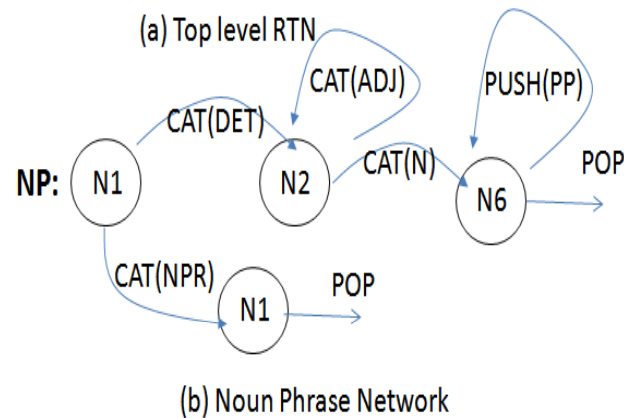 (a) Top level RTN
CAT(ADJ)
PUSH(PP)
CAT(DET)
CAT(N)
POP
NP:
N1
N2
N6
CAT(NPR)
N1
POP
(b) Noun Phrase Network